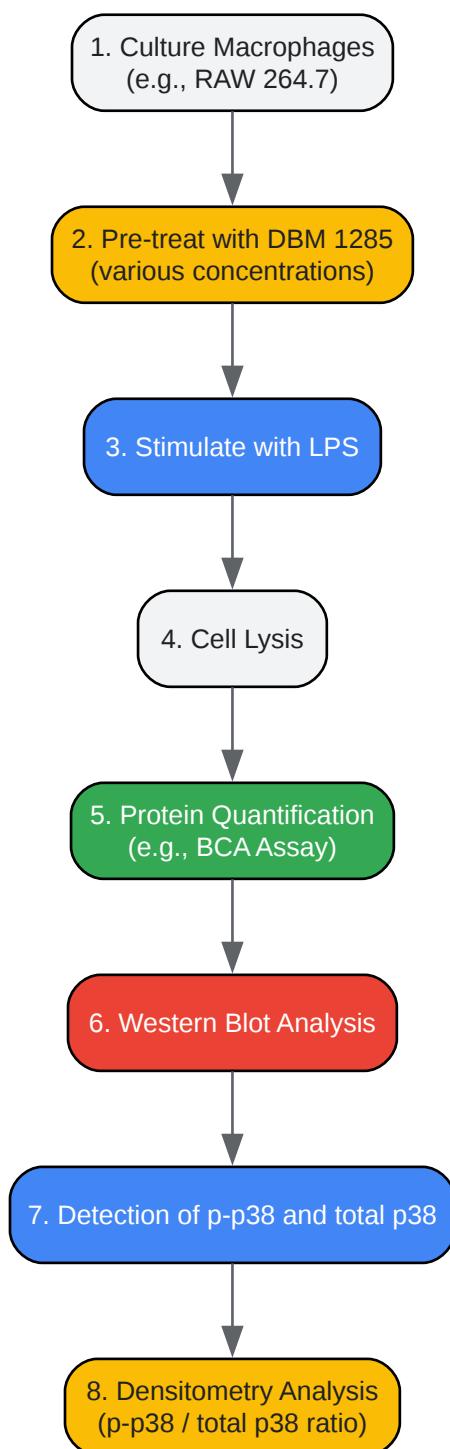 1. Culture Macrophages
(e.g., RAW 264.7)
2. Pre-treat with DBM 1285
(various concentrations)
3. Stimulate with LPS
4. Cell Lysis
5. Protein Quantification
(e.g., BCA Assay)
6. Western Blot Analysis
7. Detection of p-p38 and total p38
8. Densitometry Analysis
(p-p38 / total p38 ratio)